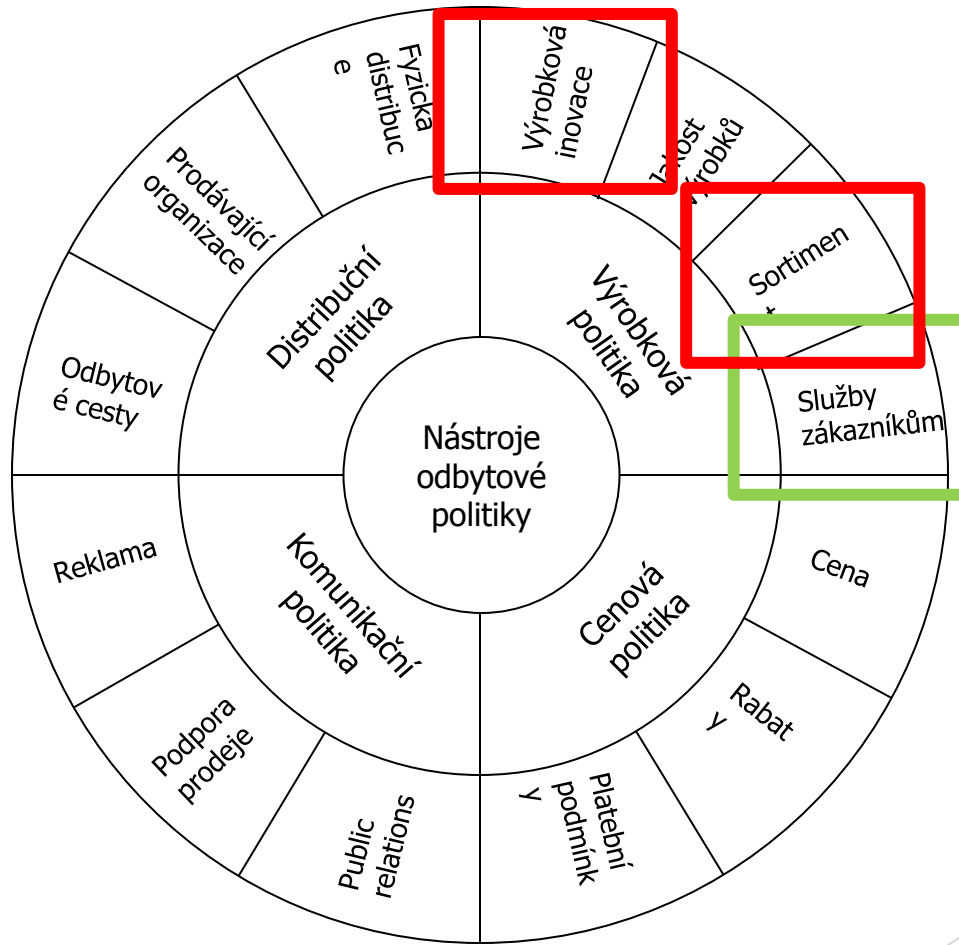 Nástroje
odbytové
politiky
Výrobková
politika
Cenová
politika
Komunikační
politika
Distribuční
politika
Výrobková
inovace
Jakost
výrobků
Sortimen
t
Služby
zákazníkům
Cena
Rabat
y
Platební
podmínk
y
Public
relations
Podpora
prodeje
Reklama
Odbytov
é cesty
Prodávající
organizace
Fyzická
distribuc
e